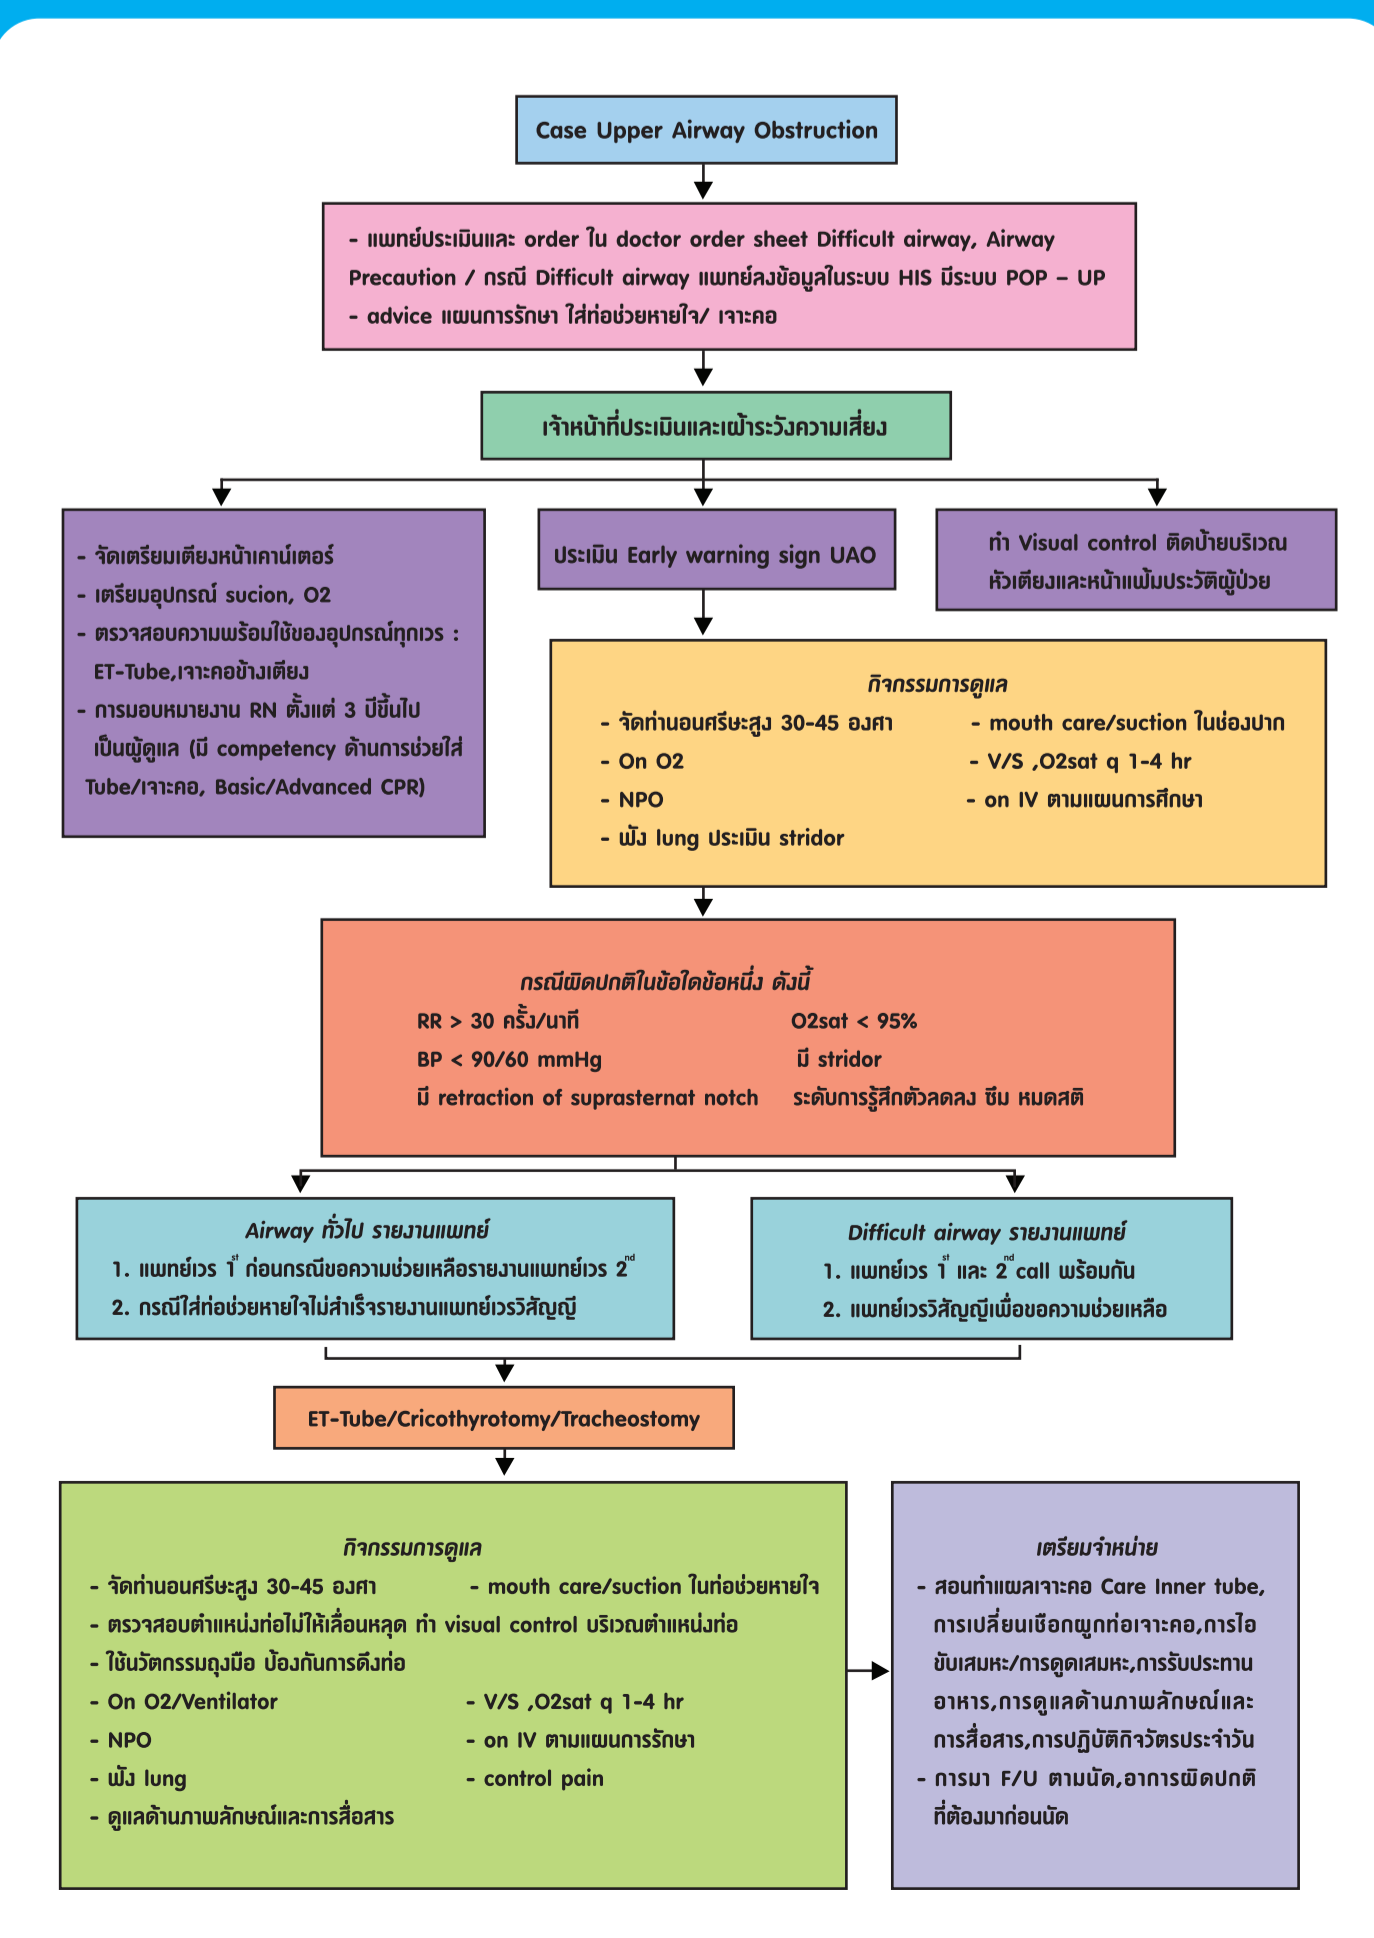 Case Upper Airway Obstruction
- แพทย์ประเมินและ order ใน doctor order sheet Difficult airway, Airway
Precaution / กรณี Difficult airway แพทย์ลงข้อมูลในระบบ HIS มีระบบ POP – UP
- advice แผนการรักษา ใส่ท่อช่วยหายใจ/ เจาะคอ
เจ้าหน้าที่ประเมินและเฝ้าระวังความเสี่ยง
- จัดเตรียมเตียงหน้าเคาน์เตอร์
- เตรียมอุปกรณ์ sucion, O2
- ตรวจสอบความพร้อมใช้ของอุปกรณ์ทุกเวร :
ET-Tube,เจาะคอข้างเตียง
- การมอบหมายงาน RN ตั้งแต่ 3 ปีขึ้นไป
เป็นผู้ดูแล (มี competency ด้านการช่วยใส่
Tube/เจาะคอ, Basic/Advanced CPR)
ประเมิน Early warning sign UAO
ทำ Visual control ติดป้ายบริเวณ
หัวเตียงและหน้าแฟ้มประวัติผู้ป่วย
กิจกรรมการดูแล
- จัดท่านอนศรีษะสูง 30-45 องศา - mouth care/suction ในช่องปาก
- On O2 - V/S ,O2sat q 1-4 hr
- NPO - on IV ตามแผนการศึกษา
- ฟัง lung ประเมิน stridor
กรณีผิดปกติในข้อใดข้อหนึ่ง ดังนี้
RR > 30 ครั้ง/นาที O2sat < 95%
BP < 90/60 mmHg มี stridor
มี retraction of suprasternat notch ระดับการรู้สึกตัวลดลง ซึม หมดสติ
Airway ทั่วไป รายงานแพทย์
1. แพทย์เวร 1st ก่อนกรณีขอความช่วยเหลือรายงานแพทย์เวร 2nd
2. กรณีใส่ท่อช่วยหายใจไม่สำเร็จรายงานแพทย์เวรวิสัญญี
Difficult airway รายงานแพทย์
1. แพทย์เวร 1st และ 2nd call พร้อมกัน
2. แพทย์เวรวิสัญญีเพื่อขอความช่วยเหลือ
ET-Tube/Cricothyrotomy/Tracheostomy
กิจกรรมการดูแล
- จัดท่านอนศรีษะสูง 30-45 องศา - mouth care/suction ในท่อช่วยหายใจ
- ตรวจสอบตำแหน่งท่อไม่ให้เลื่อนหลุด ทำ visual control บริเวณตำแหน่งท่อ
- ใช้นวัตกรรมถุงมือ ป้องกันการดึงท่อ
- On O2/Ventilator - V/S ,O2sat q 1-4 hr
- NPO - on IV ตามแผนการรักษา
- ฟัง lung - control pain
- ดูแลด้านภาพลักษณ์และการสื่อสาร
เตรียมจำหน่าย
- สอนทำแผลเจาะคอ Care Inner tube,
การเปลี่ยนเชือกผูกท่อเจาะคอ,การไอ
ขับเสมหะ/การดูดเสมหะ,การรับประทาน
อาหาร,การดูแลด้านภาพลักษณ์และ
การสื่อสาร,การปฏิบัติกิจวัตรประจำวัน
- การมา F/U ตามนัด,อาการผิดปกติ
ที่ต้องมาก่อนนัด